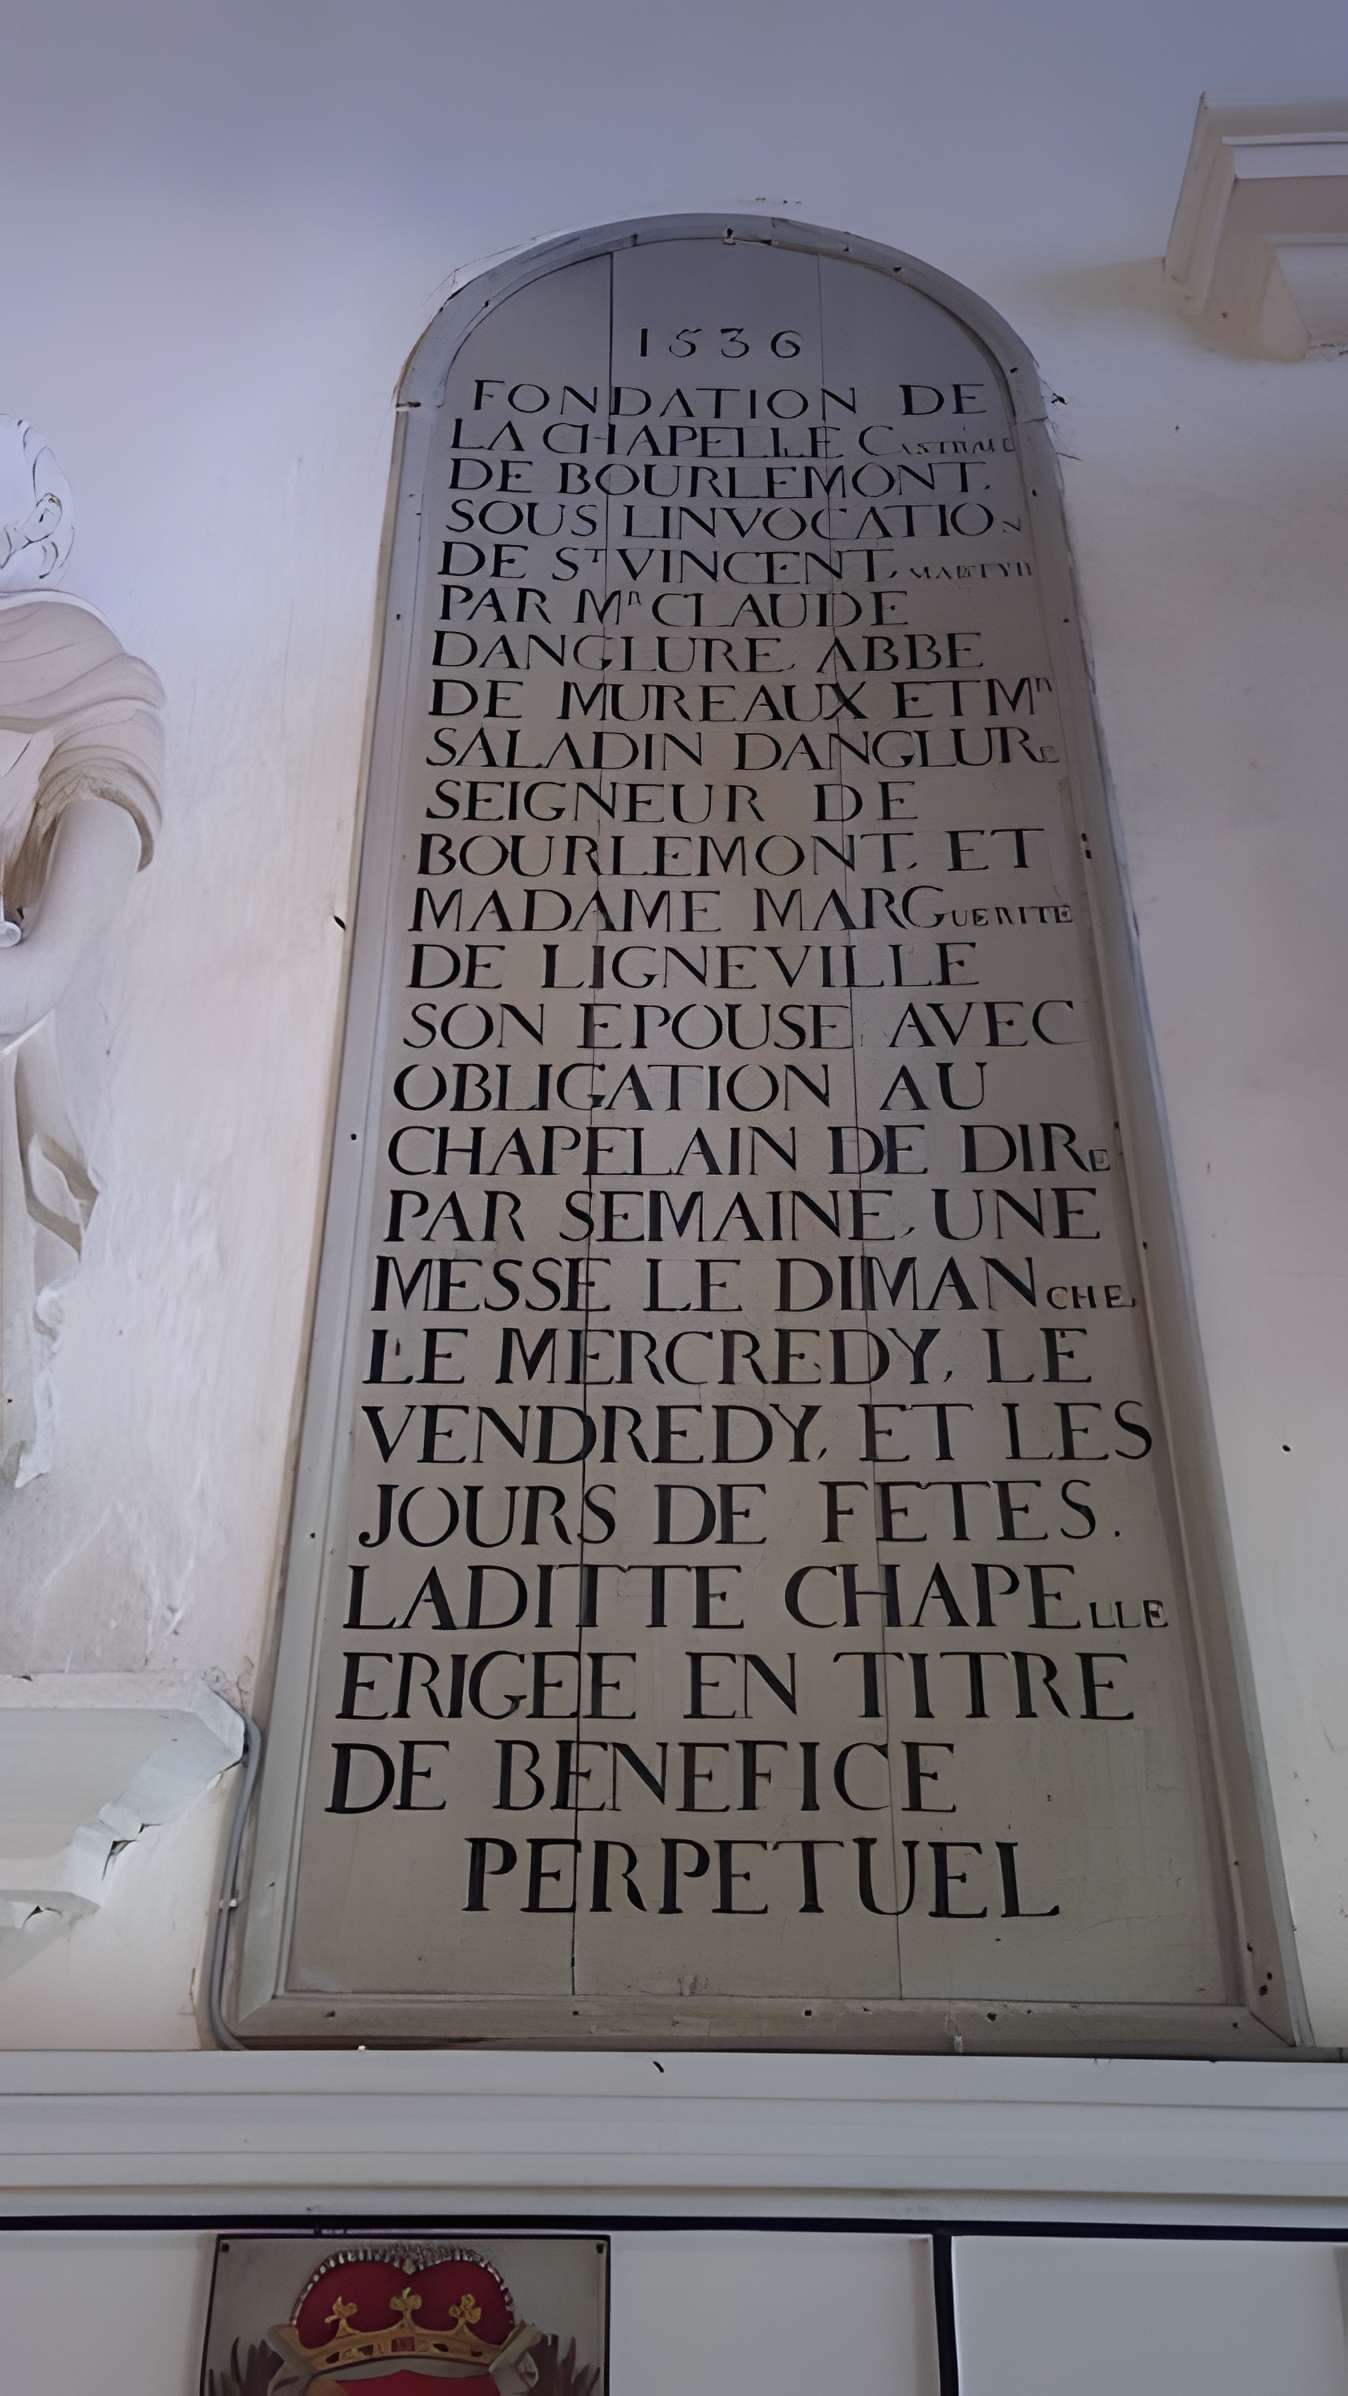 1536
FONDATION DE
LA CHAPELLE CASTRALE
DE BOURLEMONT.
SOUS LINVOCATION
DE ST VINCENT, MARTYR
PAR MR CLAUDE
DANGLURE, ABBE
DE MUREAUX ET MR
SALADIN DANGLURE
SEIGNEUR DE
BOURLEMONT, ET
MADAME MARGUERITE
DE LIGNEVILLE
SON EPOUSE, AVEC
OBLIGATION AU
CHAPELAIN DE DIRE
PAR SEMAINE, UNE
MESSE LE DIMANCHE,
LE MERCREDY, LE
VENDREDY, ET LES
JOURS DE FETES.
LADITTE CHAPELLE
ERIGEE EN TITRE
DE BENEFICE
PERPETUEL